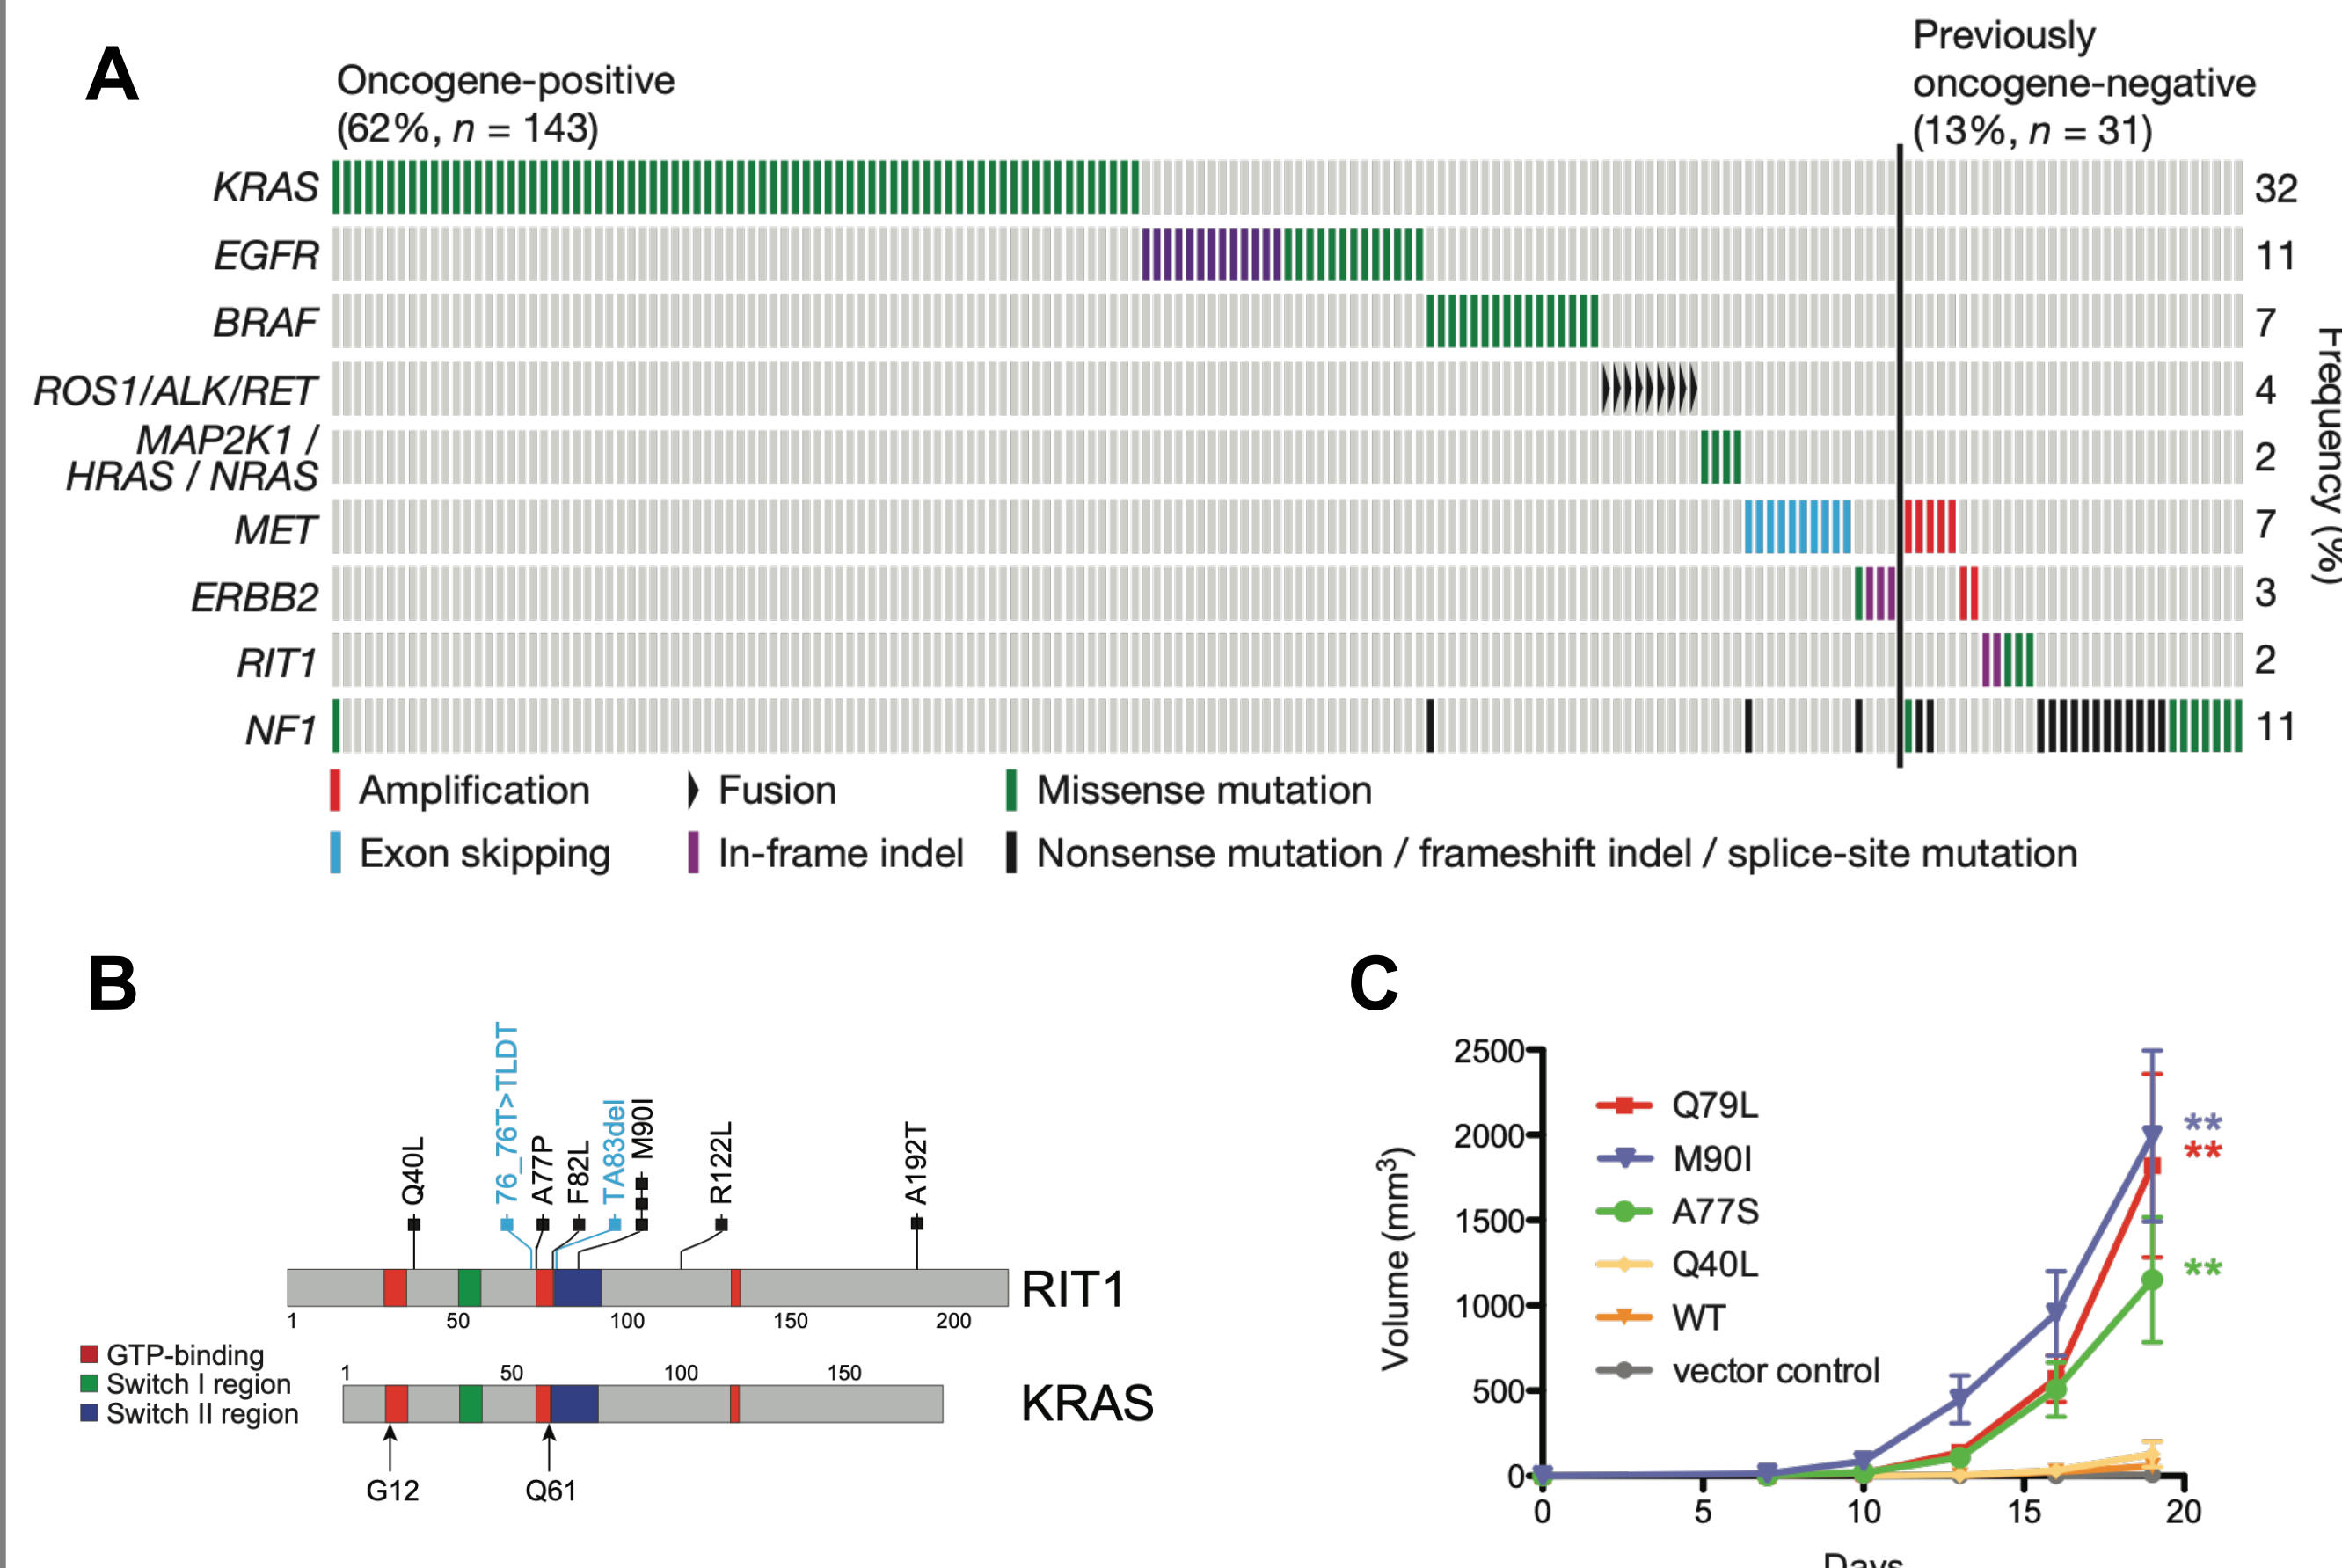 A
Oncogene-positive
(62%, n = 143)
Previously
oncogene-negative
(13%, n = 31)
KRAS 32
EGFR 11
BRAF 7
ROS1/ALK/RET 4
MAP2K1 /
HRAS / NRAS 2
MET 7
ERBB2 3
RIT1 2
NF1 11
Frequency (%)
Amplification Fusion Missense mutation
Exon skipping In-frame indel Nonsense mutation / frameshift indel / splice-site mutation
B
Q40L
76_76T>TLDT
A77P
F82L
TA83del
M90I
R122L
A192T
RIT1
1 50 100 150 200
GTP-binding
Switch I region
Switch II region
1 50 100 150
KRAS
G12 Q61
C
Volume (mm3)
2500
2000
1500
1000
500
0
Q79L
M90I
A77S
Q40L
WT
vector control
**
**
**
0 5 10 15 20
Days